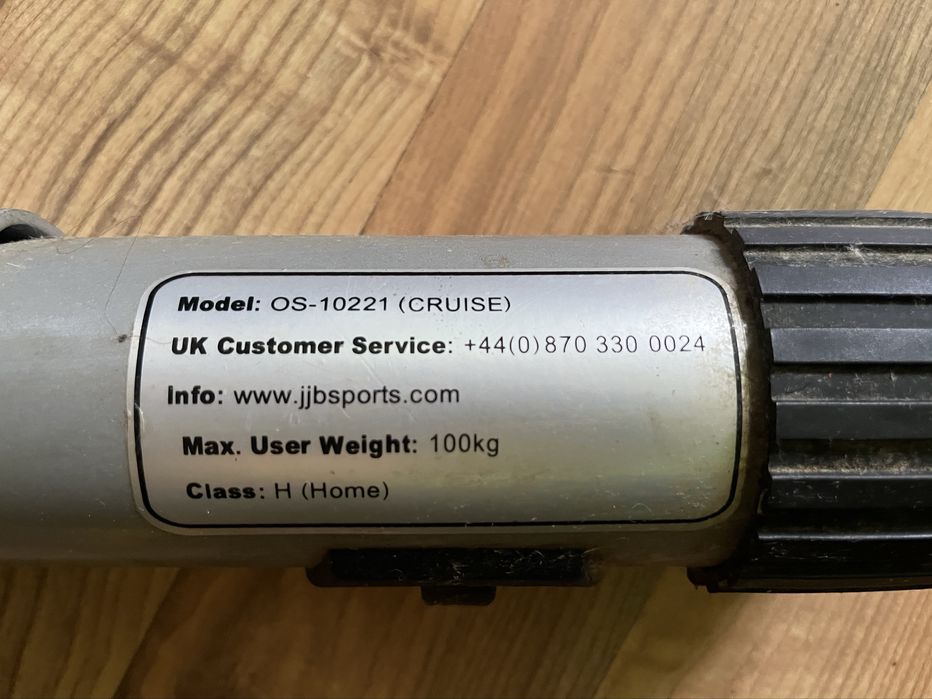 Model: OS-10221 (CRUISE)
UK Customer Service: +44(0)870 330 0024
Info: www.jjbsports.com
Max. User Weight: 100kg
Class: H (Home)